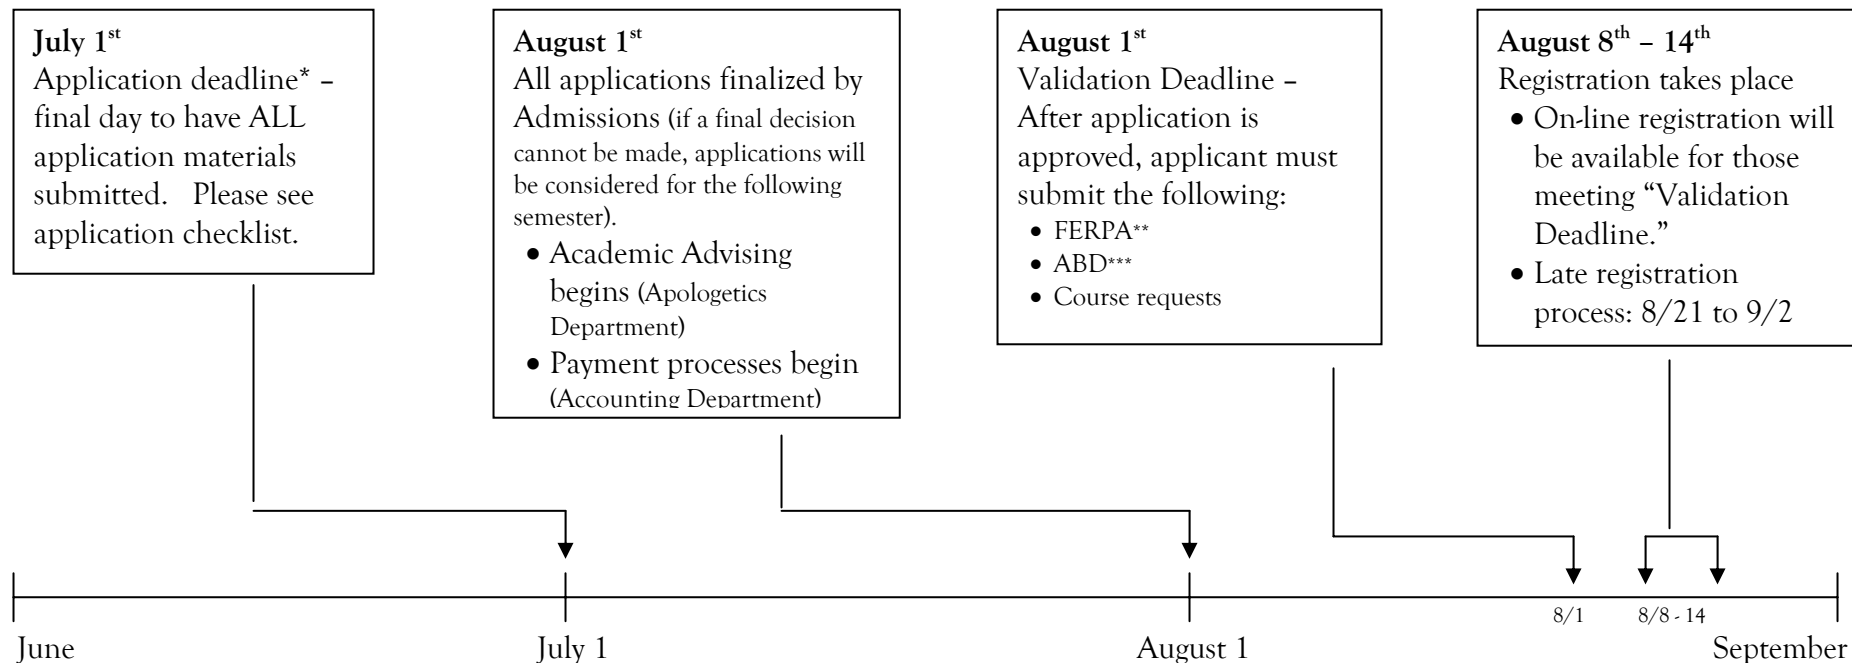 July 1st
Application deadline* –
final day to have ALL
application materials
submitted.   Please see
application checklist.
August 1st
All applications finalized by
Admissions (if a final decision
cannot be made, applications will
be considered for the following
semester).
• Academic Advising
begins (Apologetics
Department)
• Payment processes begin
(Accounting Department)
August 1st
Validation Deadline –
After application is
approved, applicant must
submit the following:
• FERPA**
• ABD***
• Course requests
August 8th – 14th
Registration takes place
• On-line registration will
be available for those
meeting “Validation
Deadline.”
• Late registration
process: 8/21 to 9/2
8/1
8/8 - 14
June
July 1
August 1
September